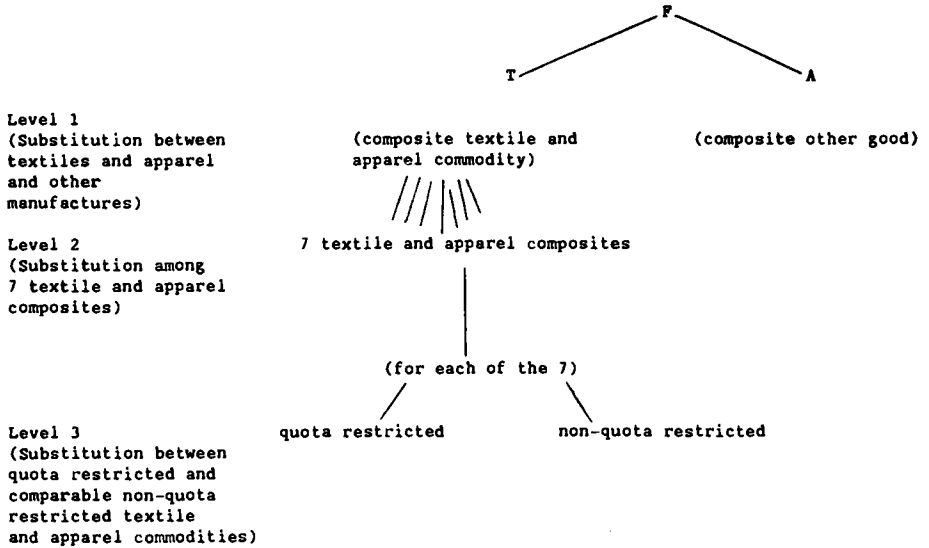 F
T A
Level 1
(Substitution between
textiles and apparel
and other
manufactures)
(composite textile and
apparel commodity)
(composite other good)
Level 2
(Substitution among
7 textile and apparel
composites)
7 textile and apparel composites
(for each of the 7)
Level 3
(Substitution between
quota restricted and
comparable non-quota
restricted textile
and apparel commodities)
quota restricted
non-quota restricted